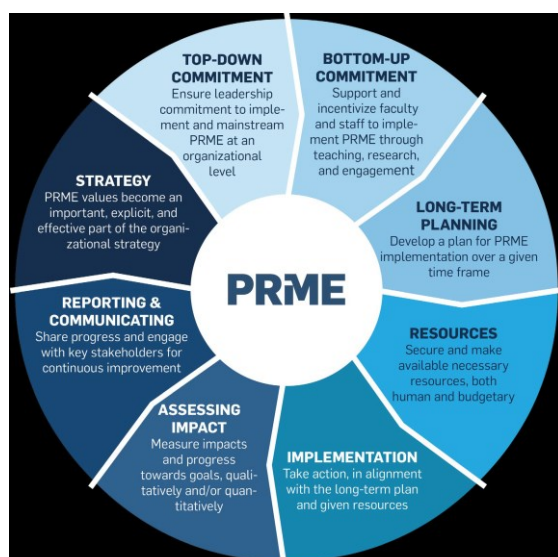 TOP-DOWN
COMMITMENT
Ensure leadership
commitment to imple-
ment and mainstream
PRME at an
organizational
level
BOTTOM-UP
COMMITMENT
Support and
incentivize faculty
and staff to imple-
ment PRME through
teaching, research,
and engagement
LONG-TERM
PLANNING
Develop a plan for PRME
implementation over a given
time frame
RESOURCES
Secure and make
available necessary
resources, both
human and budgetary
IMPLEMENTATION
Take action, in alignment
with the long-term plan
and given resources
ASSESSING
IMPACT
Measure impacts
and progress
towards goals, quali-
tatively and/or quan-
titatively
REPORTING &
COMMUNICATING
Share progress and engage
with key stakeholders for
continuous improvement
STRATEGY
PRME values become an
important, explicit, and
effective part of the organi-
zational strategy
PRME